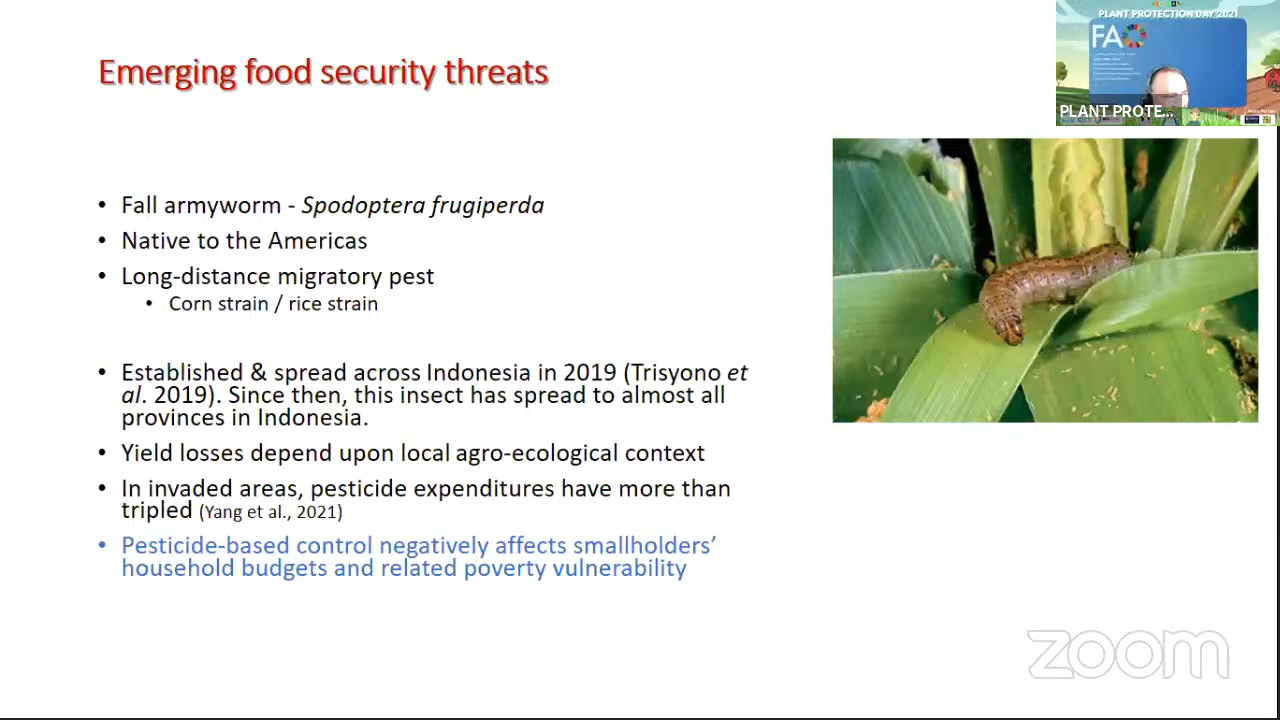 PLANT PROTECTION DAY 2021
FAO
PLANT PROTE...
Emerging food security threats
• Fall armyworm - Spodoptera frugiperda
• Native to the Americas
• Long-distance migratory pest
• Corn strain / rice strain
• Established & spread across Indonesia in 2019 (Trisyono et
al. 2019). Since then, this insect has spread to almost all
provinces in Indonesia.
• Yield losses depend upon local agro-ecological context
• In invaded areas, pesticide expenditures have more than
tripled (Yang et al., 2021)
• Pesticide-based control negatively affects smallholders’
household budgets and related poverty vulnerability
zoom